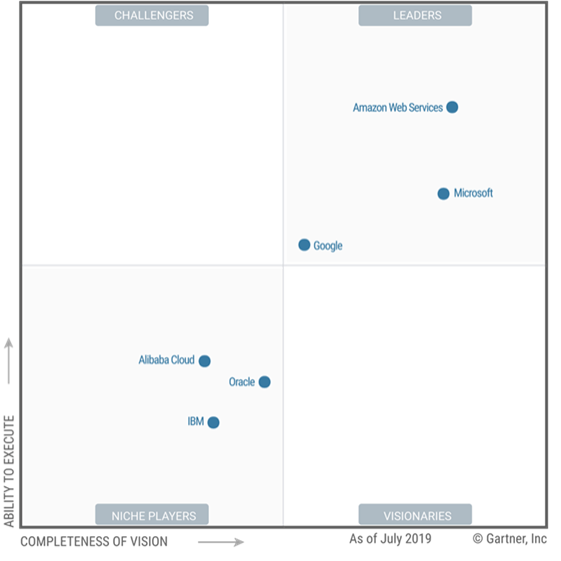 CHALLENGERS
LEADERS
Amazon Web Services
Microsoft
Google
Alibaba Cloud
Oracle
IBM
ABILITY TO EXECUTE
NICHE PLAYERS
VISIONARIES
COMPLETENESS OF VISION
As of July 2019
© Gartner, Inc